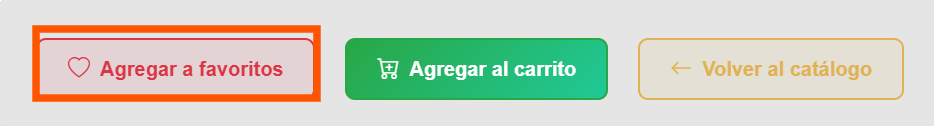 Agregar a favoritos
Agregar al carrito
Volver al catálogo